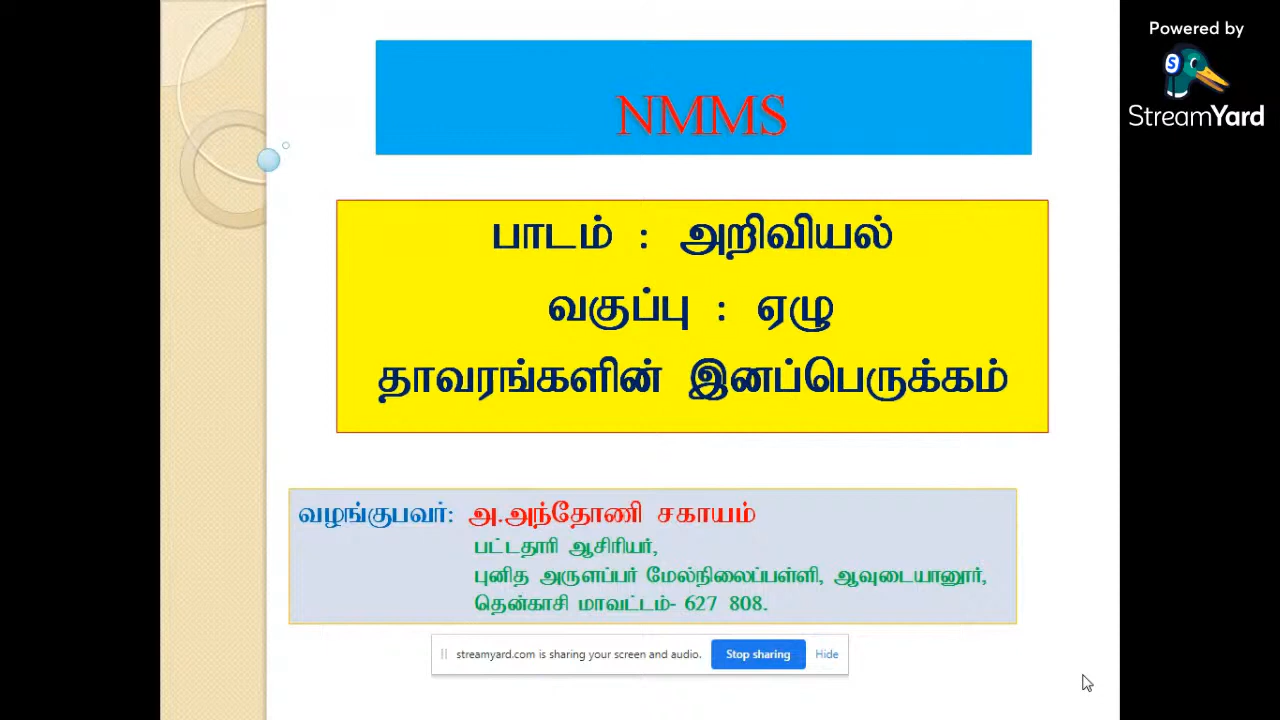 Powered by
StreamYard
NMMS
பாடம் : அறிவியல்
வகுப்பு : ஏழு
தாவரங்களின் இனப்பெருக்கம்
வழங்குபவர்: அ.அந்தோணி சகாயம்
பட்டதாரி ஆசிரியர்,
புனித அருளப்பர் மேல்நிலைப்பள்ளி, ஆவுடையானூர்,
தென்காசி மாவட்டம்- 627 808.
streamyard.com is sharing your screen and audio. Stop sharing Hide